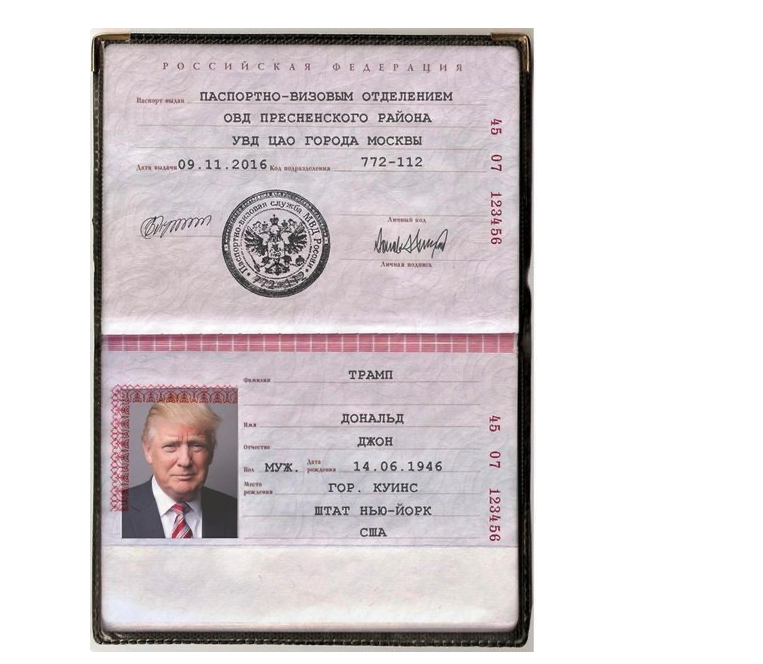 РОССИЙСКАЯ ФЕДЕРАЦИЯ
Паспорт выдан ПАСПОРТНО-ВИЗОВЫМ ОТДЕЛЕНИЕМ
ОВД ПРЕСНЕНСКОГО РАЙОНА
УВД ЦАО ГОРОДА МОСКВЫ
Дата выдачи 09.11.2016 Код подразделения 772-112
45 07 123456
Паспортно-визовая служба МВД России
772-112
Личный код
Личная подпись
Фамилия ТРАМП
Имя ДОНАЛЬД
Отчество ДЖОН
Пол МУЖ. Дата рождения 14.06.1946
Место рождения ГОР. КУИНС
ШТАТ НЬЮ-ЙОРК
США
45 07 123456